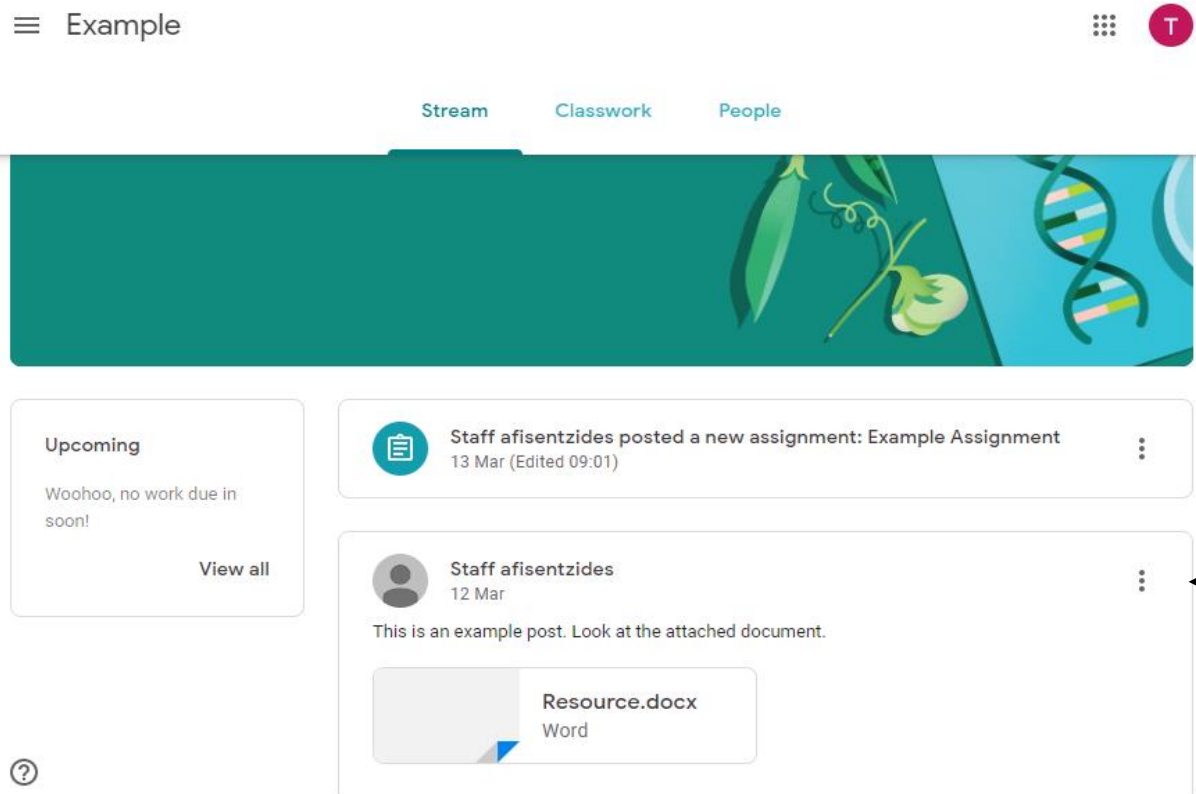 Example
T
Stream Classwork People
Upcoming
Woohoo, no work due in
soon!
View all
Staff afisentzides posted a new assignment: Example Assignment
13 Mar (Edited 09:01)
Staff afisentzides
12 Mar
This is an example post. Look at the attached document.
Resource.docx
Word
?